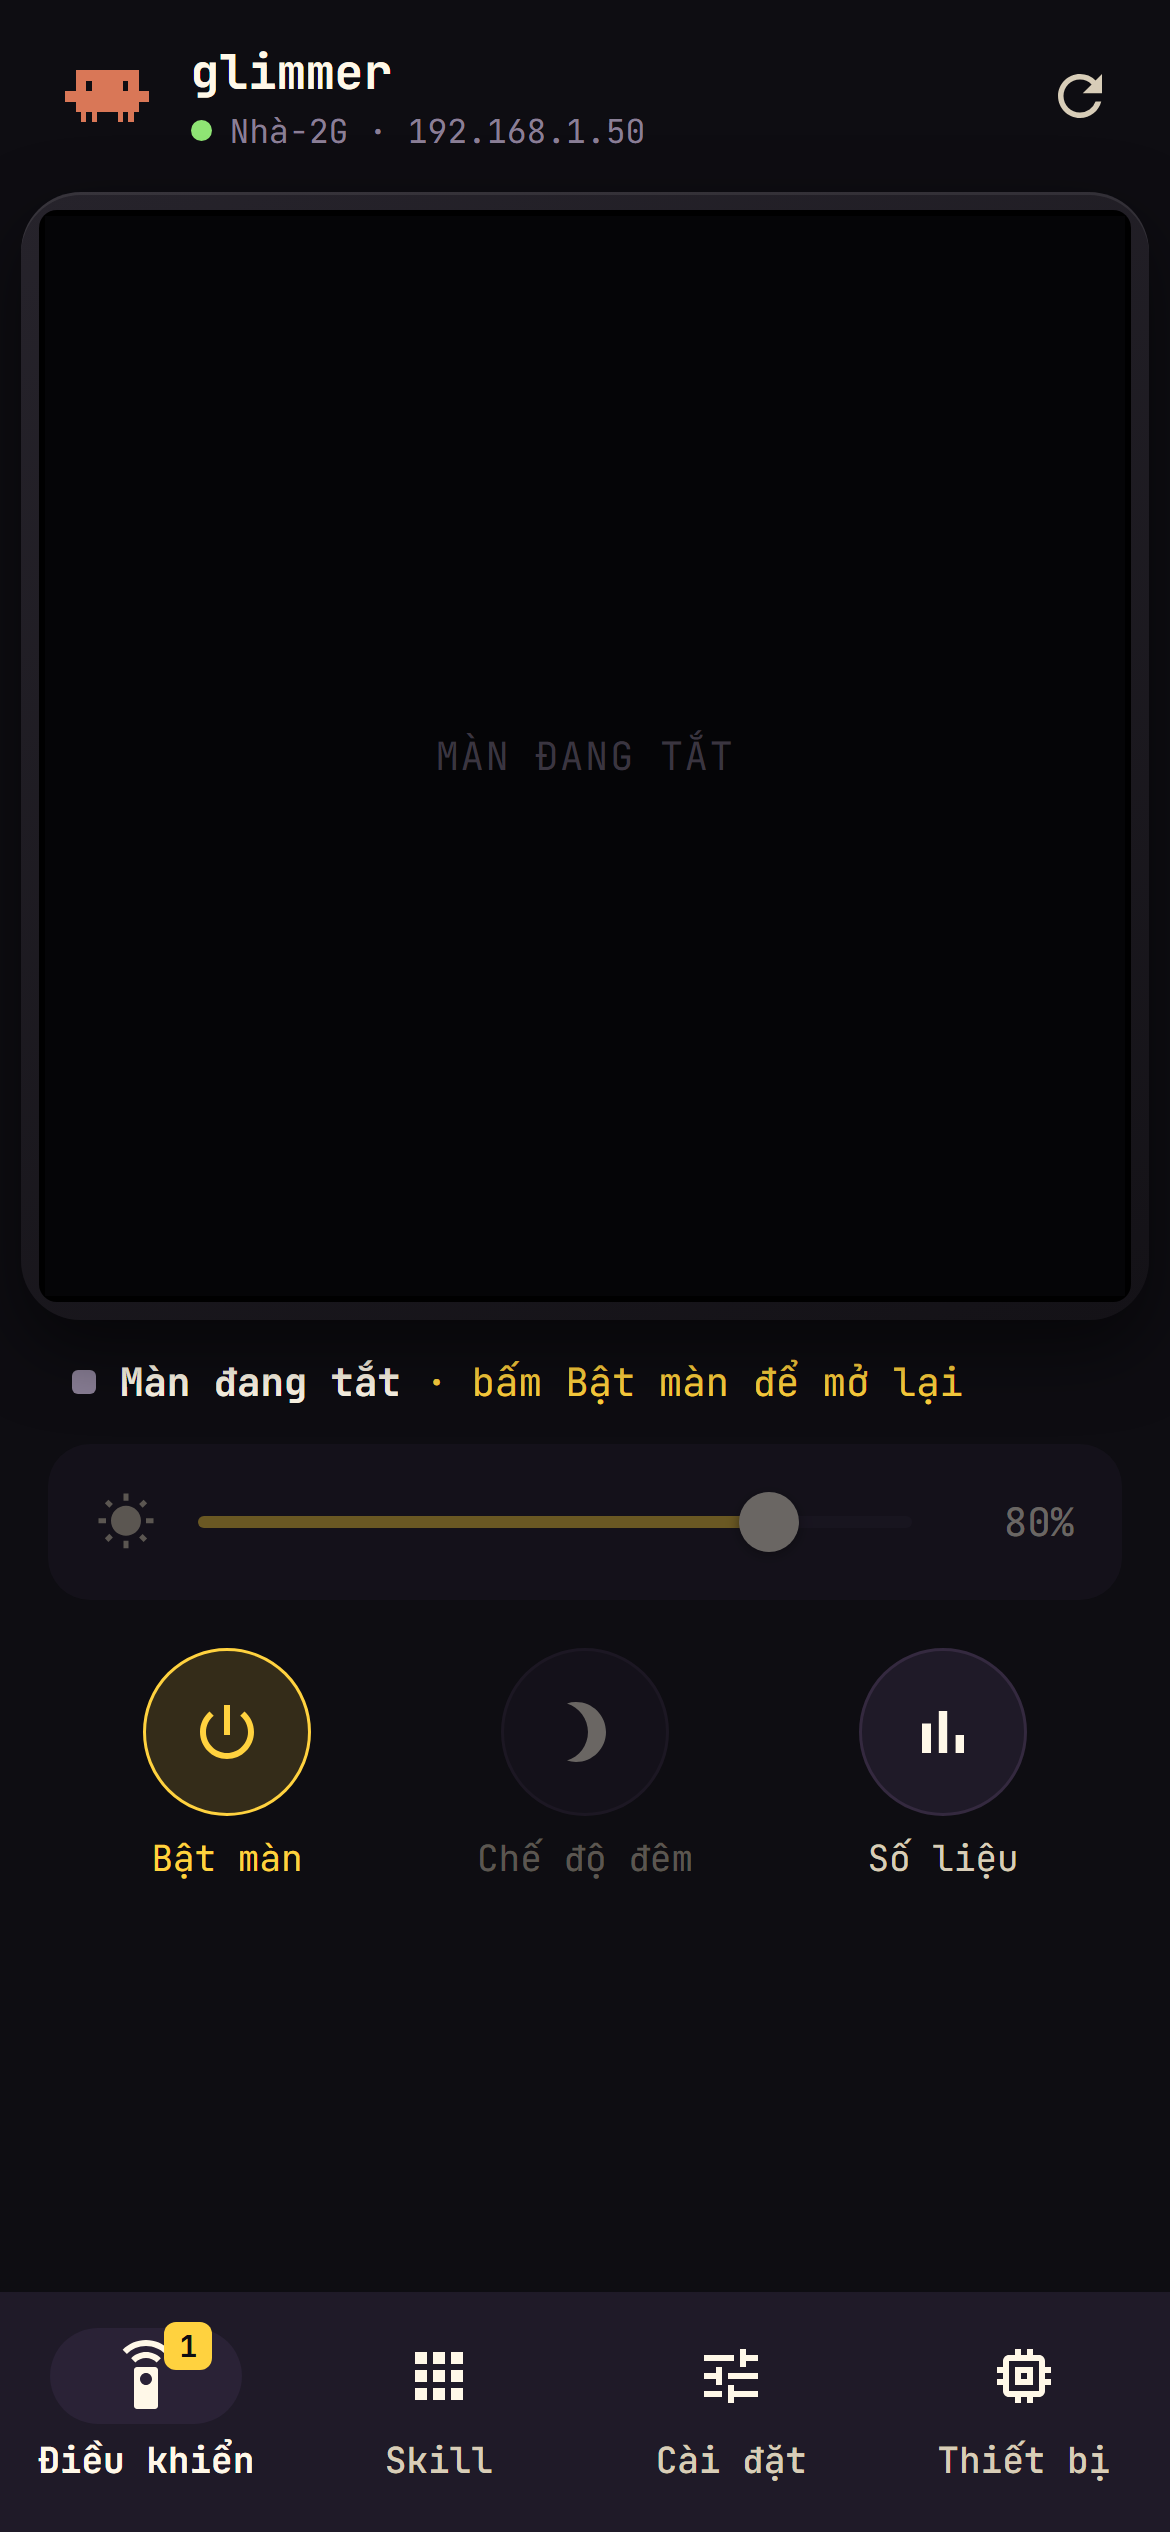 glimmer
Nhà-2G · 192.168.1.50
MÀN ĐANG TẮT
Màn đang tắt · bấm Bật màn để mở lại
80%
Bật màn
Chế độ đêm
Số liệu
1
Điều khiển
Skill
Cài đặt
Thiết bị